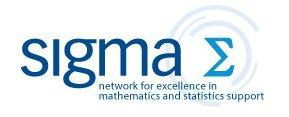 sigma Σ
network for excellence in
mathematics and statistics support